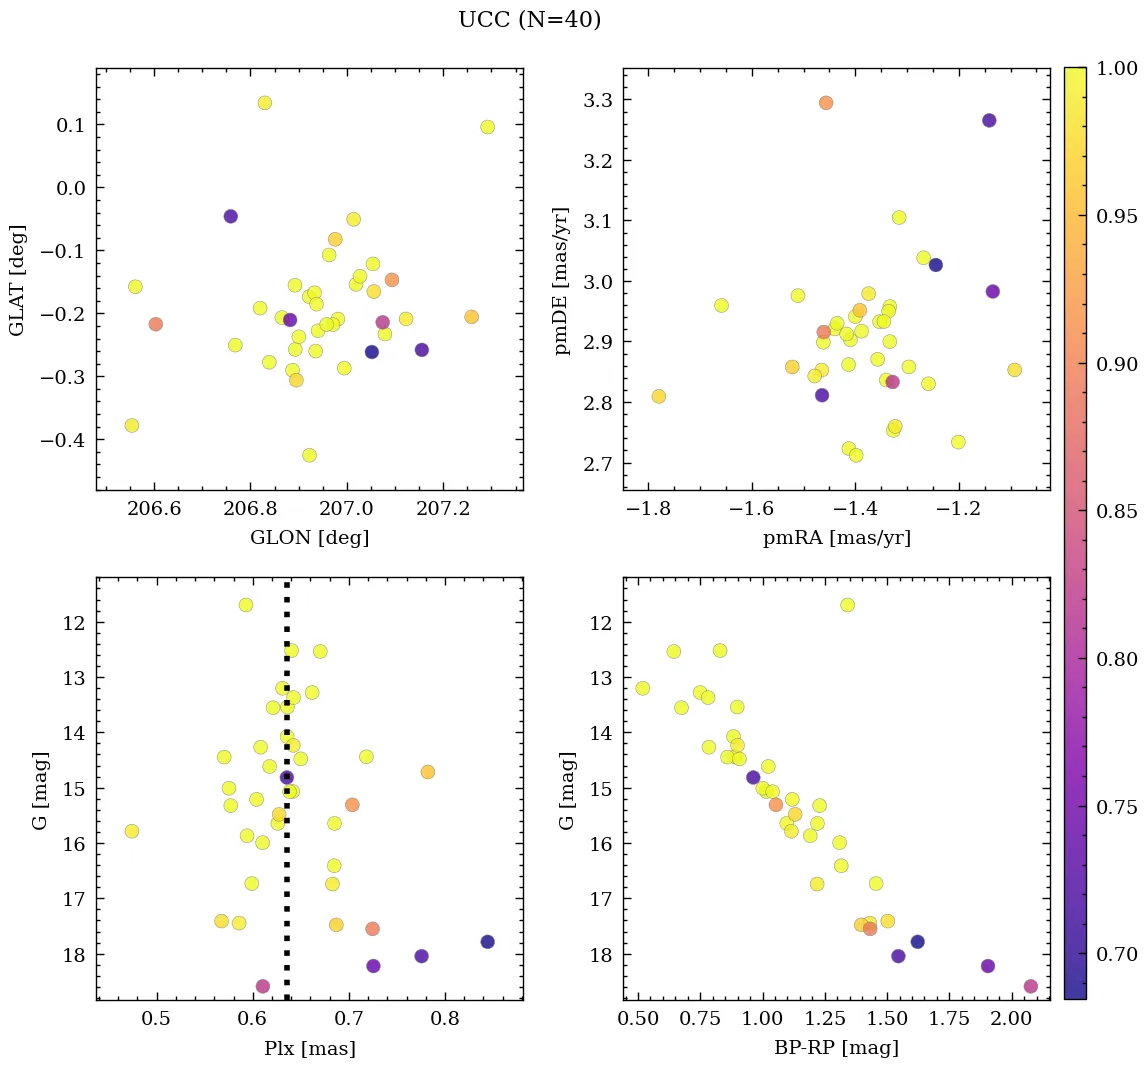 UCC (N=40)
0.1
0.0
−0.1
−0.2
−0.3
−0.4
GLAT [deg]
206.6 206.8 207.0 207.2
GLON [deg]
3.3
3.2
3.1
3.0
2.9
2.8
2.7
pmDE [mas/yr]
−1.8 −1.6 −1.4 −1.2
pmRA [mas/yr]
12
13
14
15
16
17
18
G [mag]
0.5 0.6 0.7 0.8
Plx [mas]
12
13
14
15
16
17
18
G [mag]
0.50 0.75 1.00 1.25 1.50 1.75 2.00
BP-RP [mag]
1.00
0.95
0.90
0.85
0.80
0.75
0.70